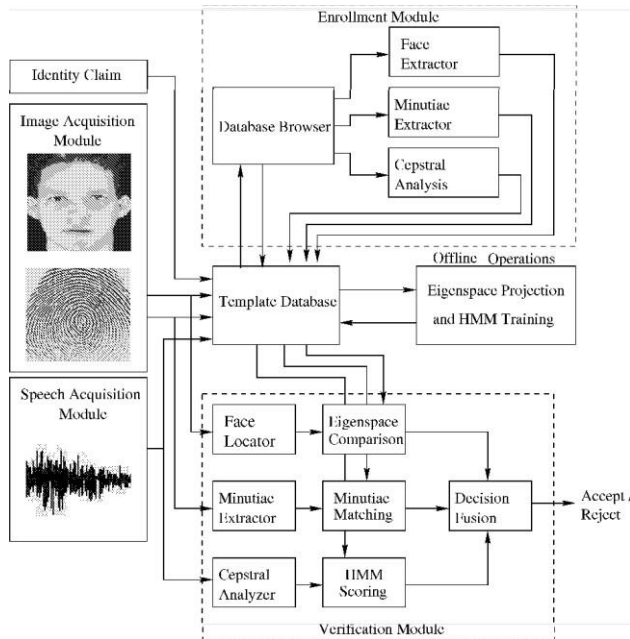 Enrollment Module
Identity Claim
Image Acquisition
Module
Speech Acquisition
Module
Database Browser
Face
Extractor
Minutiae
Extractor
Cepstral
Analysis
Template Database
Offline Operations
Eigenspace Projection
and HMM Training
Face
Locator
Eigenspace
Comparison
Minutiae
Extractor
Minutiae
Matching
Decision
Fusion
Accept /
Reject
Cepstral
Analyzer
HMM
Scoring
Verification Module